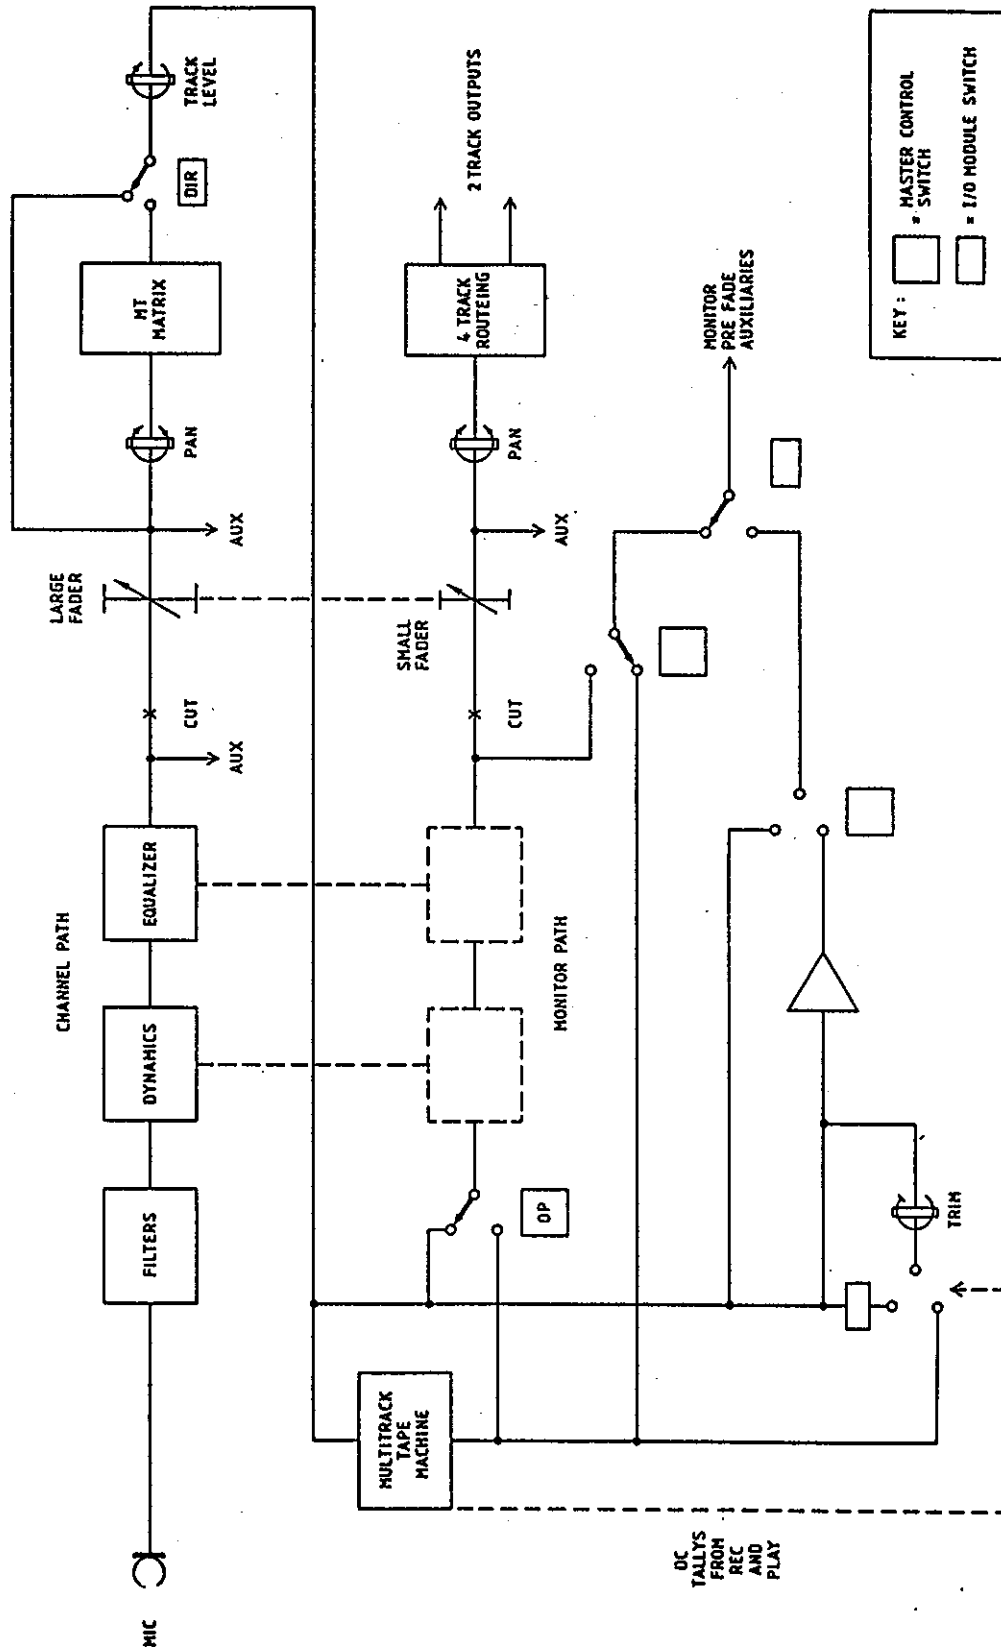 CHANNEL PATH
MIC
FILTERS
DYNAMICS
EQUALIZER
AUX
CUT
LARGE
FADER
AUX
PAN
MT
MATRIX
DIR
TRACK
LEVEL
MULTITRACK
TAPE
MACHINE
OP
MONITOR PATH
CUT
SMALL
FADER
AUX
PAN
4 TRACK
ROUTEING
2 TRACK OUTPUTS
MONITOR
PRE FADE
AUXILIARIES
DC
TALLYS
FROM
REC
AND
PLAY
TRIM
KEY:
= MASTER CONTROL
SWITCH
= I/O MODULE SWITCH